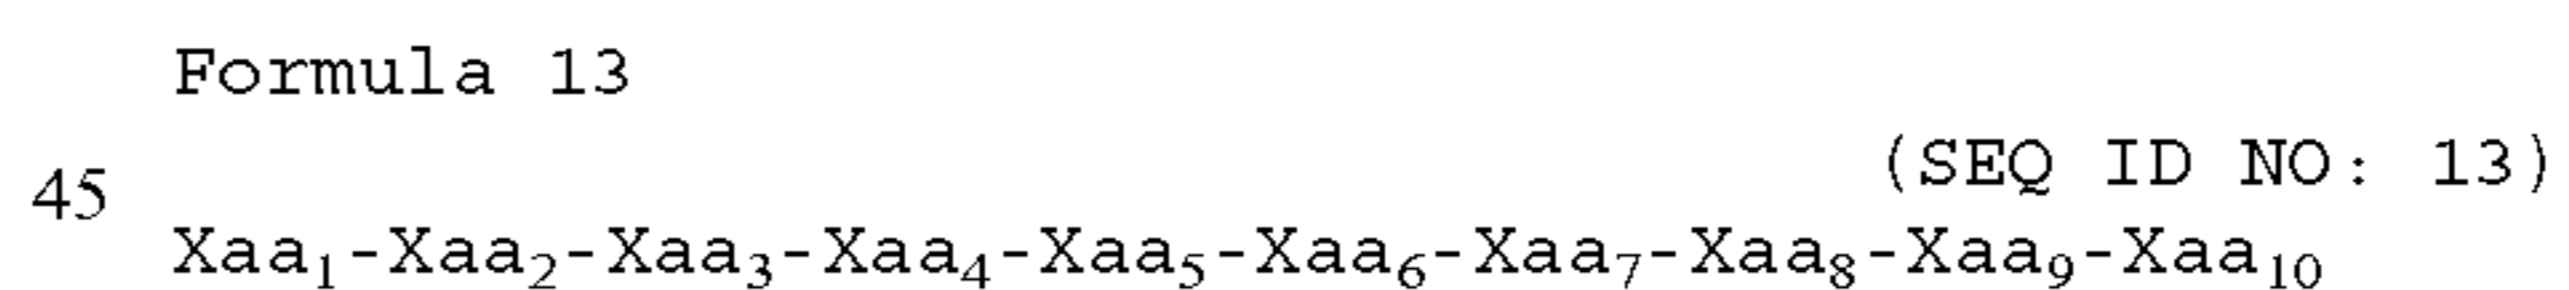 Formula 13
(SEQ ID NO: 13)
45
Xaa₁-Xaa₂-Xaa₃-Xaa₄-Xaa₅-Xaa₆-Xaa₇-Xaa₈-Xaa₉-Xaa₁₀